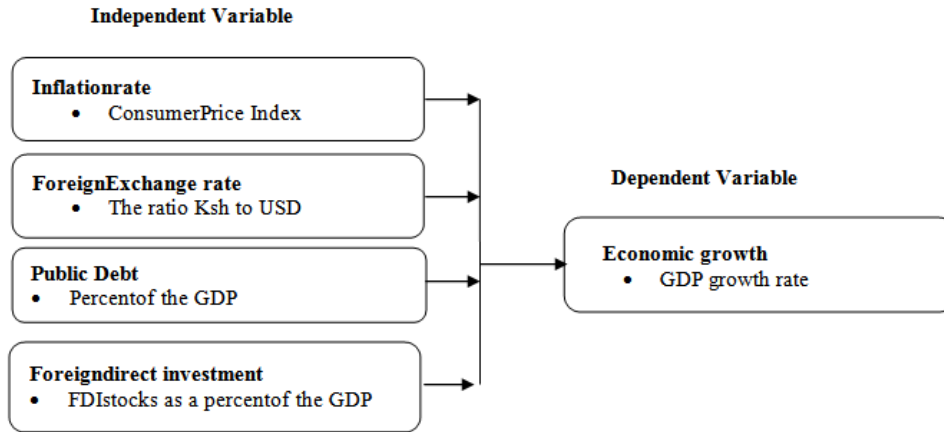 Independent Variable
Inflationrate
• ConsumerPrice Index
ForeignExchange rate
• The ratio Ksh to USD
Public Debt
• Percentof the GDP
Foreigndirect investment
• FDIstocks as a percentof the GDP
Dependent Variable
Economic growth
• GDP growth rate